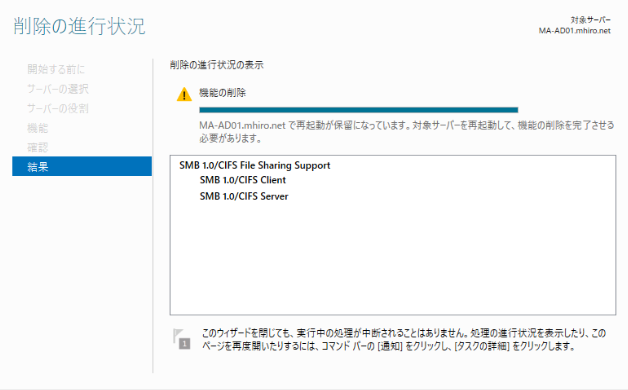 削除の進行状況
対象サーバー
MA-AD01.mhiro.net
開始する前に
サーバーの選択
サーバーの役割
機能
確認
結果
削除の進行状況の表示
機能の削除
MA-AD01.mhiro.net で再起動が保留になっています。対象サーバーを再起動して、機能の削除を完了させる
必要があります。
SMB 1.0/CIFS File Sharing Support
SMB 1.0/CIFS Client
SMB 1.0/CIFS Server
1
このウィザードを閉じても、実行中の処理が中断されることはありません。処理の進行状況を表示したり、この
ページを再度開いたりするには、コマンド バーの [通知] をクリックし、[タスクの詳細] をクリックします。